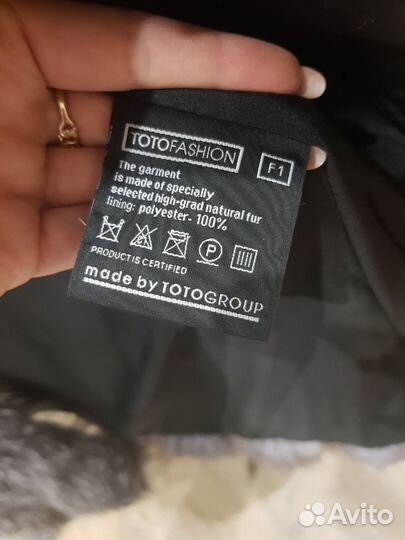 TOTOFASHION F1
The garment
is made of specially
selected high-grad natural fur
lining: polyester- 100%
P
PRODUCT IS CERTIFIED
made by TOTOGROUP
Avito